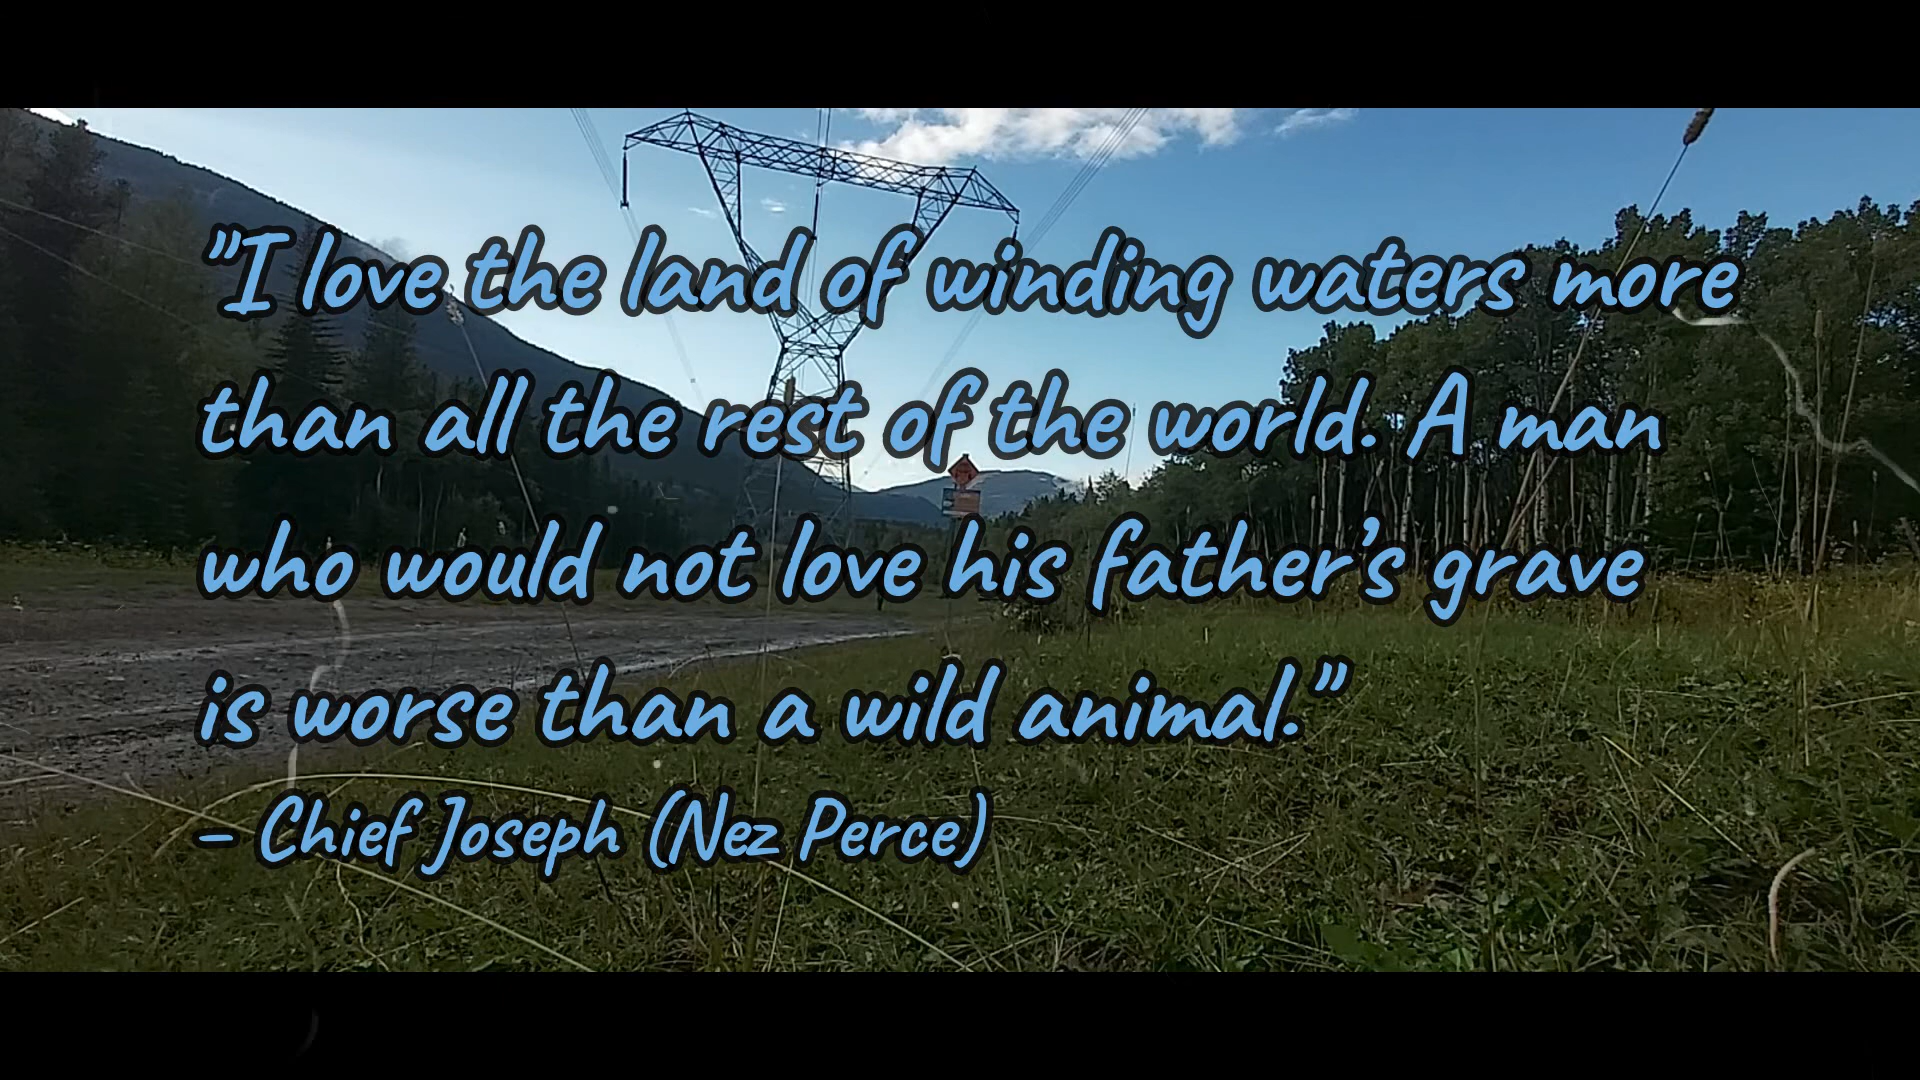 "I love the land of winding waters more
than all the rest of the world. A man
who would not love his father’s grave
is worse than a wild animal.”
– Chief Joseph (Nez Perce)